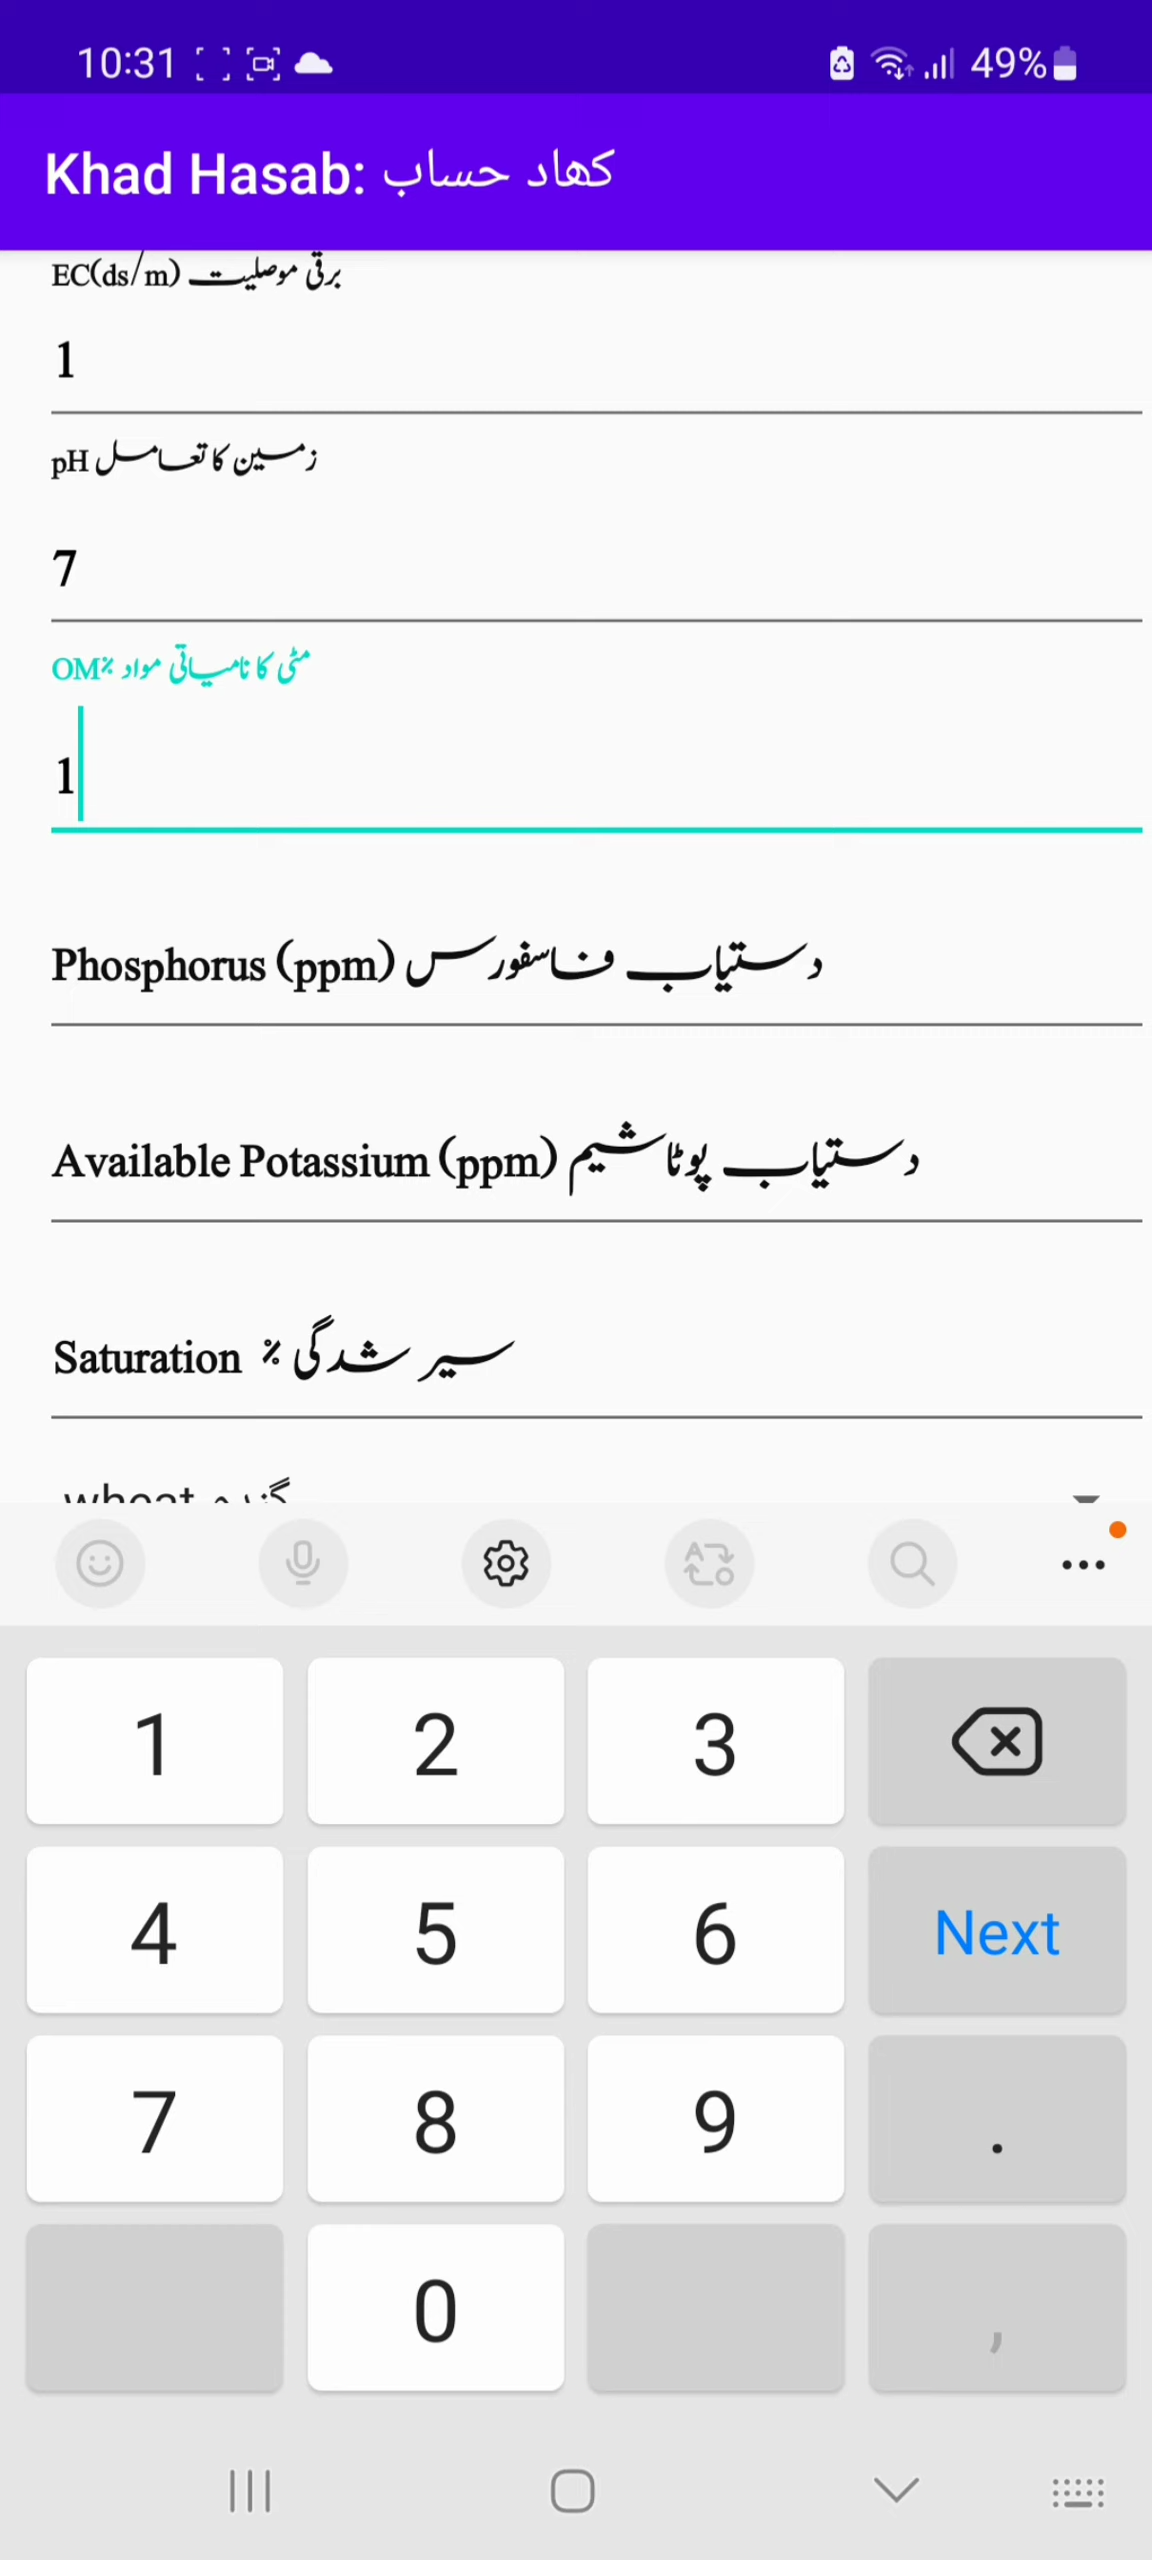 10:31 49%
Khad Hasab: کھاد حساب
EC(ds/m) برقی موصلیت
1
pH زمین کا تعامل
7
OM٪ مٹی کا نامیاتی مواد
1
Phosphorus (ppm) دستیاب فاسفورس
Available Potassium (ppm) دستیاب پوٹاشیم
Saturation ٪ سیر شدگی
wheat گندم
1 2 3
4 5 6 Next
7 8 9 .
0 ,